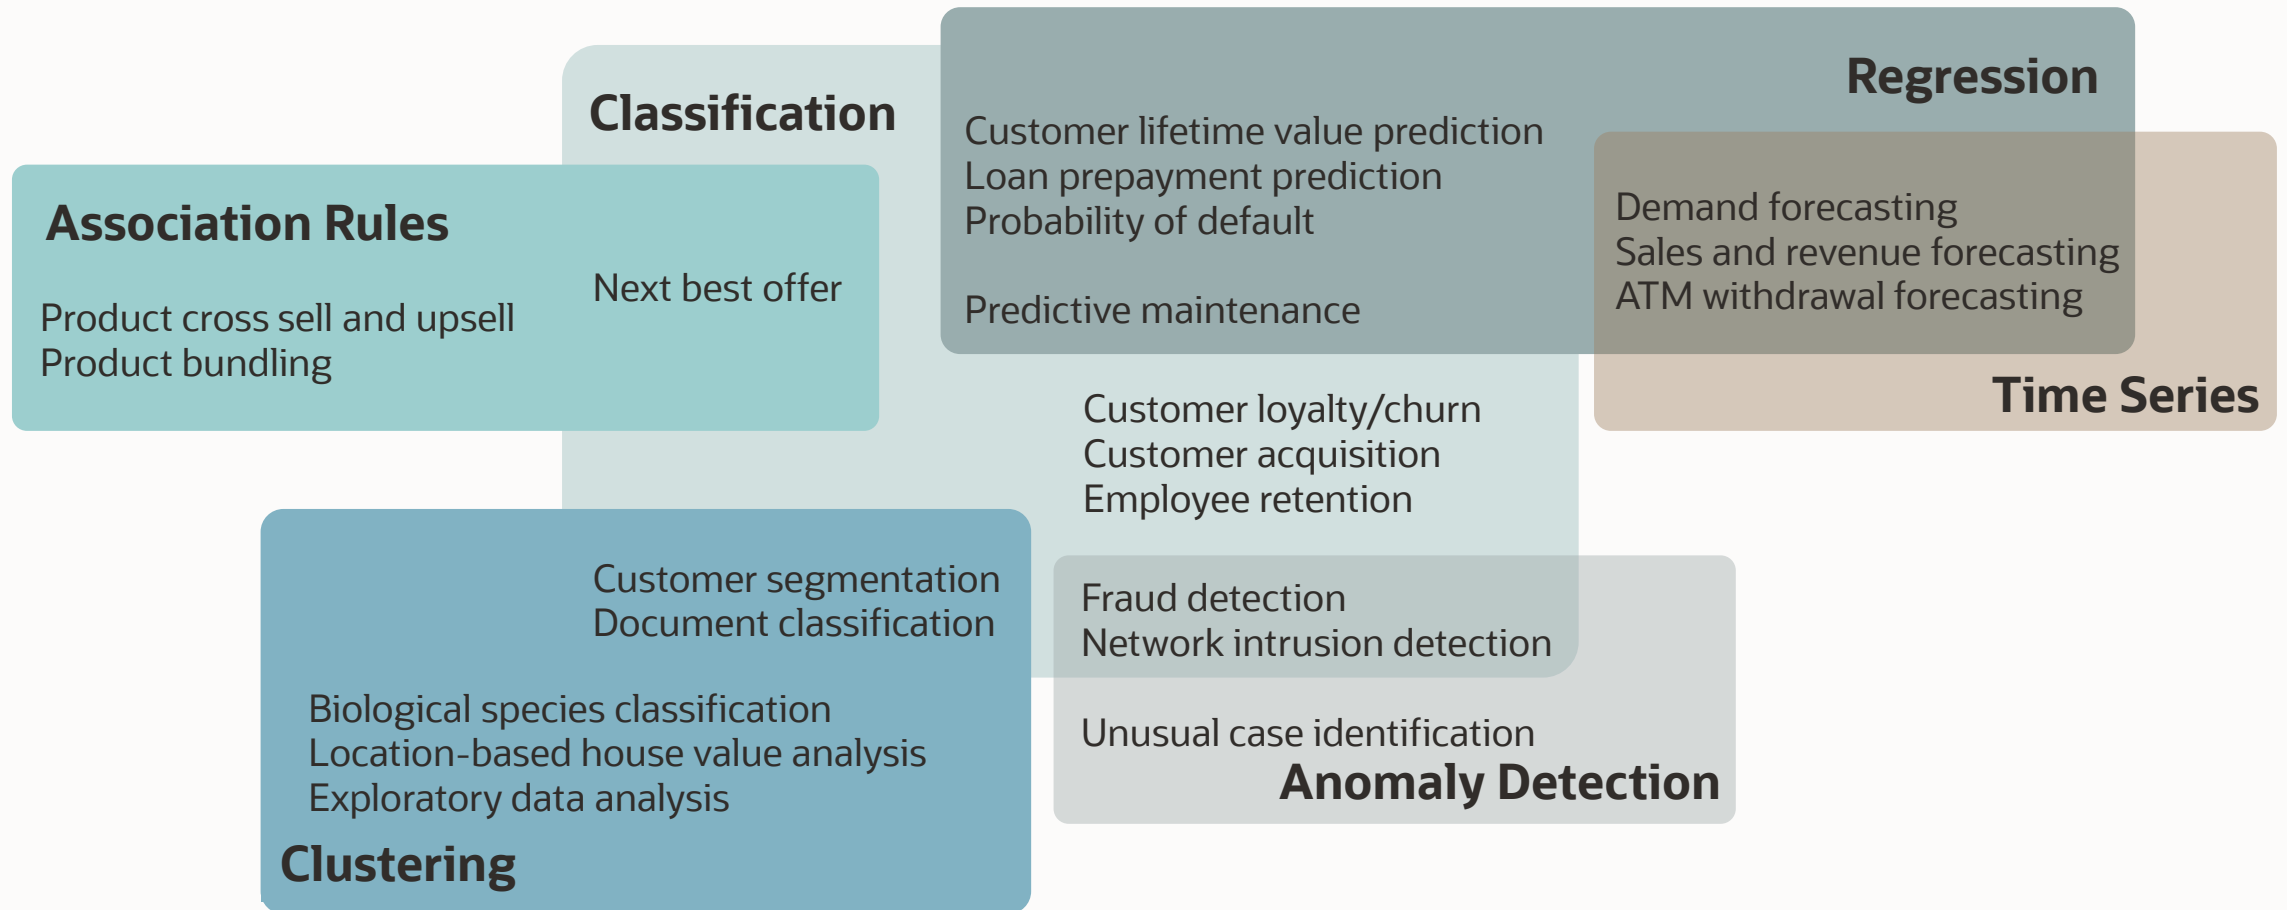 Classification
Regression
Customer lifetime value prediction
Loan prepayment prediction
Probability of default
Predictive maintenance
Demand forecasting
Sales and revenue forecasting
ATM withdrawal forecasting
Time Series
Association Rules
Next best offer
Product cross sell and upsell
Product bundling
Customer loyalty/churn
Customer acquisition
Employee retention
Customer segmentation
Document classification
Biological species classification
Location-based house value analysis
Exploratory data analysis
Clustering
Fraud detection
Network intrusion detection
Unusual case identification
Anomaly Detection